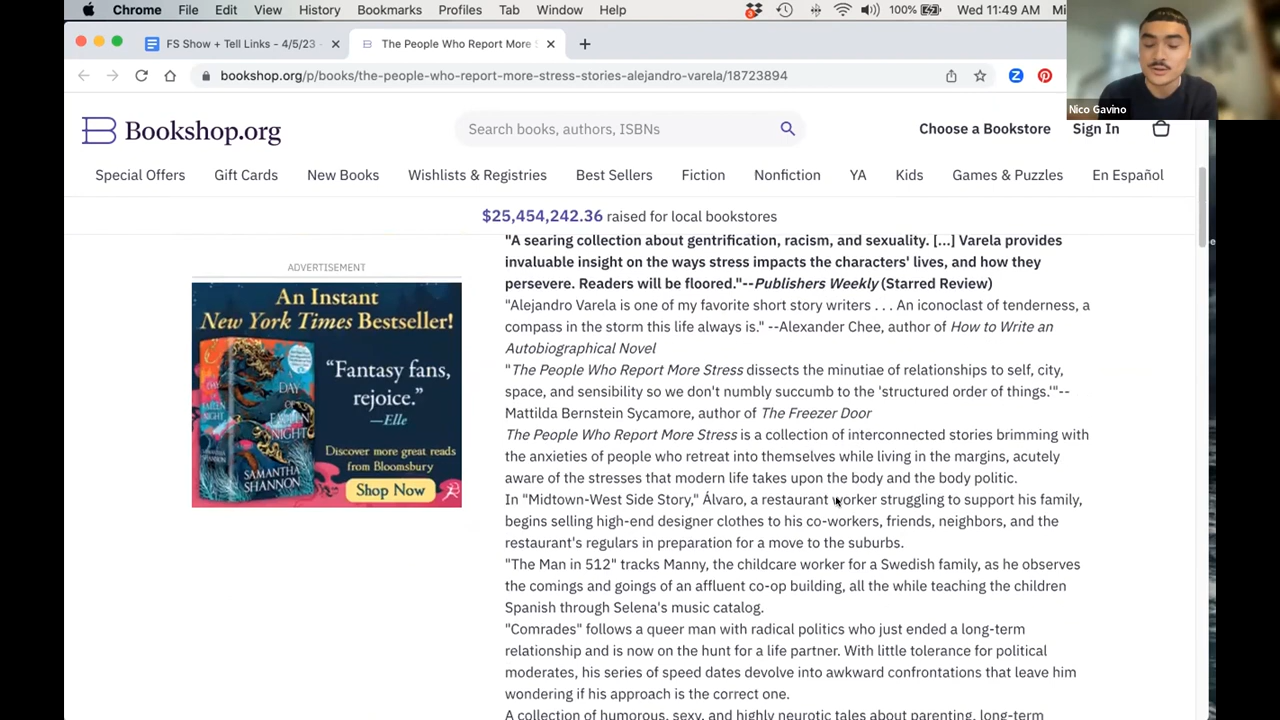 Chrome File Edit View History Bookmarks Profiles Tab Window Help 100% Wed 11:49 AM
FS Show + Tell Links - 4/5/23 The People Who Report More
bookshop.org/p/books/the-people-who-report-more-stress-stories-alejandro-varela/18723894
Nico Gavino
Bookshop.org Search books, authors, ISBNs Choose a Bookstore Sign In
Special Offers Gift Cards New Books Wishlists & Registries Best Sellers Fiction Nonfiction YA Kids Games & Puzzles En Español
$25,454,242.36 raised for local bookstores
ADVERTISEMENT
An Instant
New York Times Bestseller!
"Fantasy fans,
rejoice."
—Elle
Discover more great reads
from Bloomsbury
Shop Now
SAMANTHA
SHANNON
"A searing collection about gentrification, racism, and sexuality. [...] Varela provides
invaluable insight on the ways stress impacts the characters' lives, and how they
persevere. Readers will be floored."--Publishers Weekly (Starred Review)
"Alejandro Varela is one of my favorite short story writers . . . An iconoclast of tenderness, a
compass in the storm this life always is." --Alexander Chee, author of How to Write an
Autobiographical Novel
"The People Who Report More Stress dissects the minutiae of relationships to self, city,
space, and sensibility so we don't numbly succumb to the 'structured order of things.'"--
Mattilda Bernstein Sycamore, author of The Freezer Door
The People Who Report More Stress is a collection of interconnected stories brimming with
the anxieties of people who retreat into themselves while living in the margins, acutely
aware of the stresses that modern life takes upon the body and the body politic.
In "Midtown-West Side Story," Álvaro, a restaurant worker struggling to support his family,
begins selling high-end designer clothes to his co-workers, friends, neighbors, and the
restaurant's regulars in preparation for a move to the suburbs.
"The Man in 512" tracks Manny, the childcare worker for a Swedish family, as he observes
the comings and goings of an affluent co-op building, all the while teaching the children
Spanish through Selena's music catalog.
"Comrades" follows a queer man with radical politics who just ended a long-term
relationship and is now on the hunt for a life partner. With little tolerance for political
moderates, his series of speed dates devolve into awkward confrontations that leave him
wondering if his approach is the correct one.
A collection of humorous, sexy, and highly neurotic tales about parenting, long-term